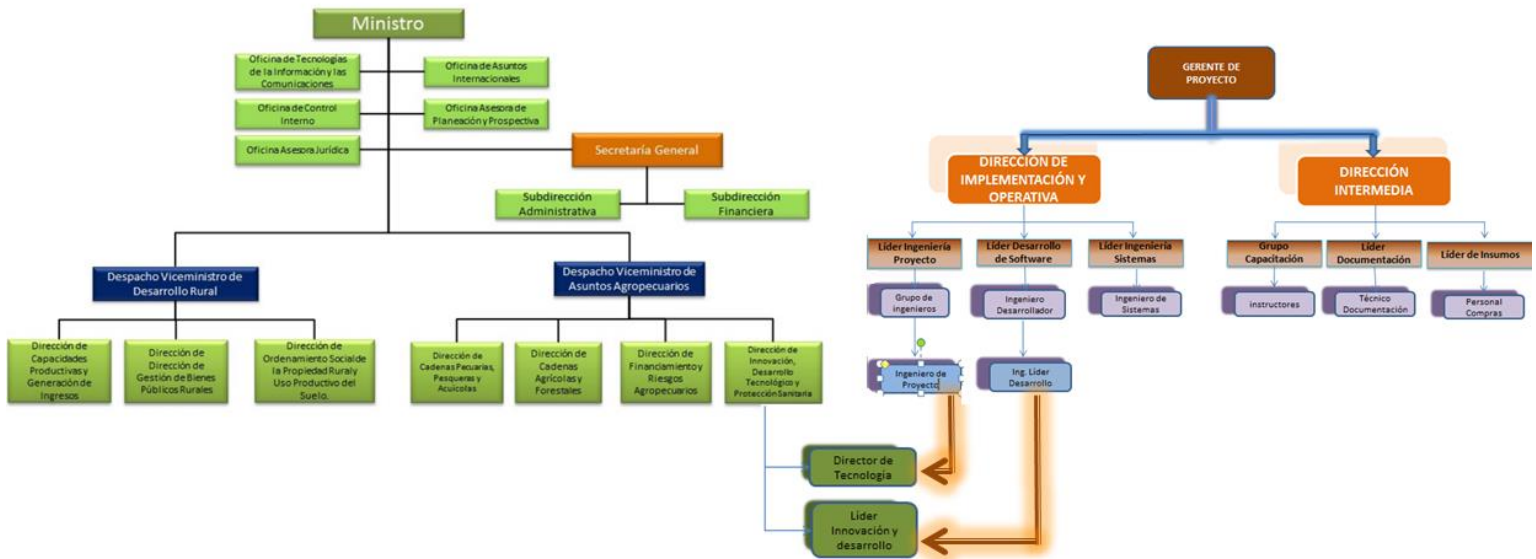 Ministro
Oficina de Tecnologías
de la Información y las
Comunicaciones
Oficina de Asuntos
Internacionales
Oficina de Control
Interno
Oficina Asesora de
Planeación y Prospectiva
Oficina Asesora Jurídica
Secretaría General
Subdirección
Administrativa
Subdirección
Financiera
Despacho Viceministro de
Desarrollo Rural
Despacho Viceministro de
Asuntos Agropecuarios
Dirección de
Capacidades
Productivas y
Generación de
Ingresos
Dirección de
Dirección de
Gestión de Bienes
Públicos Rurales
Dirección de
Ordenamiento Social de
la Propiedad Rural y
Uso Productivo del
Suelo.
Dirección de
Cadenas Pecuarias,
Pesqueras y
Acuícolas
Dirección de
Cadenas
Agrícolas y
Forestales
Dirección de
Financiamiento y
Riesgos
Agropecuarios
Dirección de
Innovación,
Desarrollo
Tecnológico y
Protección Sanitaria
Director de
Tecnología
Líder
Innovación y
desarrollo
GERENTE DE
PROYECTO
DIRECCIÓN DE
IMPLEMENTACIÓN Y
OPERATIVA
DIRECCIÓN
INTERMEDIA
Líder Ingeniería
Proyecto
Líder Desarrollo
de Software
Líder Ingeniería
Sistemas
Grupo
Capacitación
Líder
Documentación
Líder de Insumos
Grupo de
ingenieros
Ingeniero
Desarrollador
Ingeniero de
Sistemas
instructores
Técnico
Documentación
Personal
Compras
Ingeniero de
Proyecto
Ing. Líder
Desarrollo